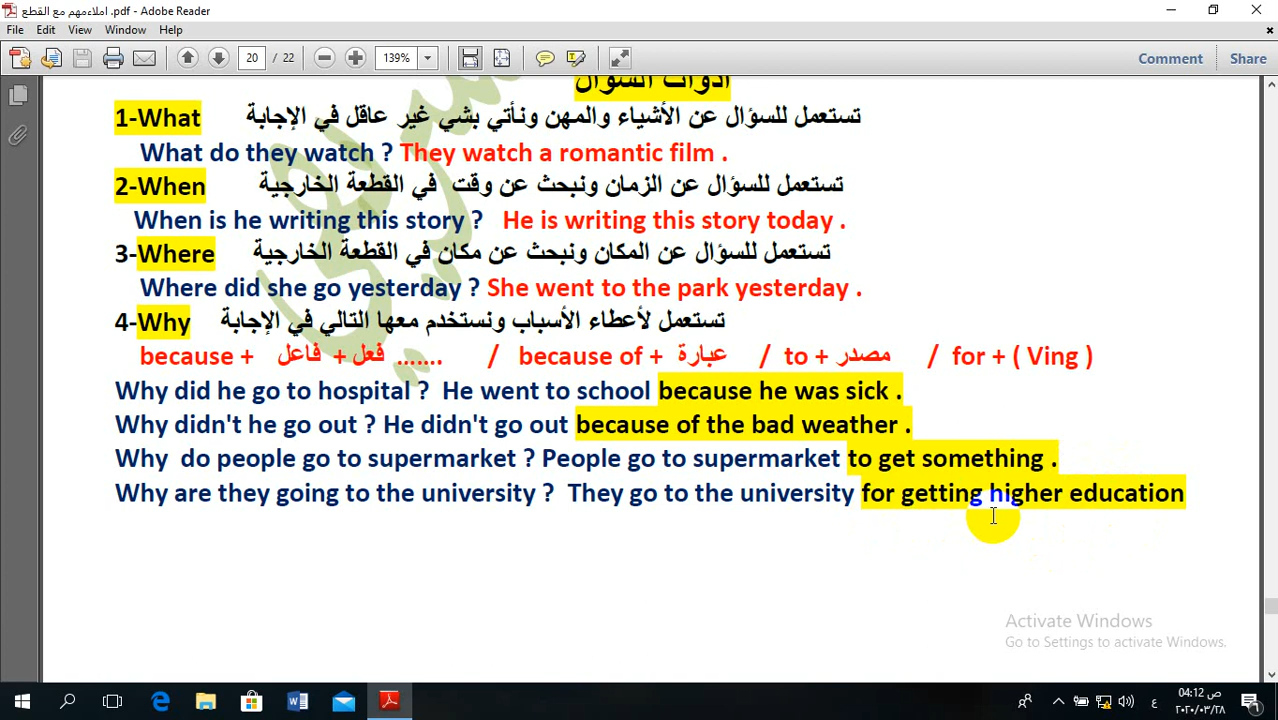 املاءمهم مع القطع .pdf - Adobe Reader
File Edit View Window Help
20 / 22 139% Comment Share
أدوات السؤال
1-What تستعمل للسؤال عن الأشياء والمهن ونأتي بشي غير عاقل في الإجابة
What do they watch ? They watch a romantic film .
2-When تستعمل للسؤال عن الزمان ونبحث عن وقت في القطعة الخارجية
When is he writing this story ? He is writing this story today .
3-Where تستعمل للسؤال عن المكان ونبحث عن مكان في القطعة الخارجية
Where did she go yesterday ? She went to the park yesterday .
4-Why تستعمل لأعطاء الأسباب ونستخدم معها التالي في الإجابة
because + فاعل + فعل ....... / because of + عبارة / to + مصدر / for + ( Ving )
Why did he go to hospital ? He went to school because he was sick .
Why didn't he go out ? He didn't go out because of the bad weather .
Why do people go to supermarket ? People go to supermarket to get something .
Why are they going to the university ? They go to the university for getting higher education
Activate Windows
Go to Settings to activate Windows.
ع
04:12 ص
٢٠٢٠/٠٣/٢٨